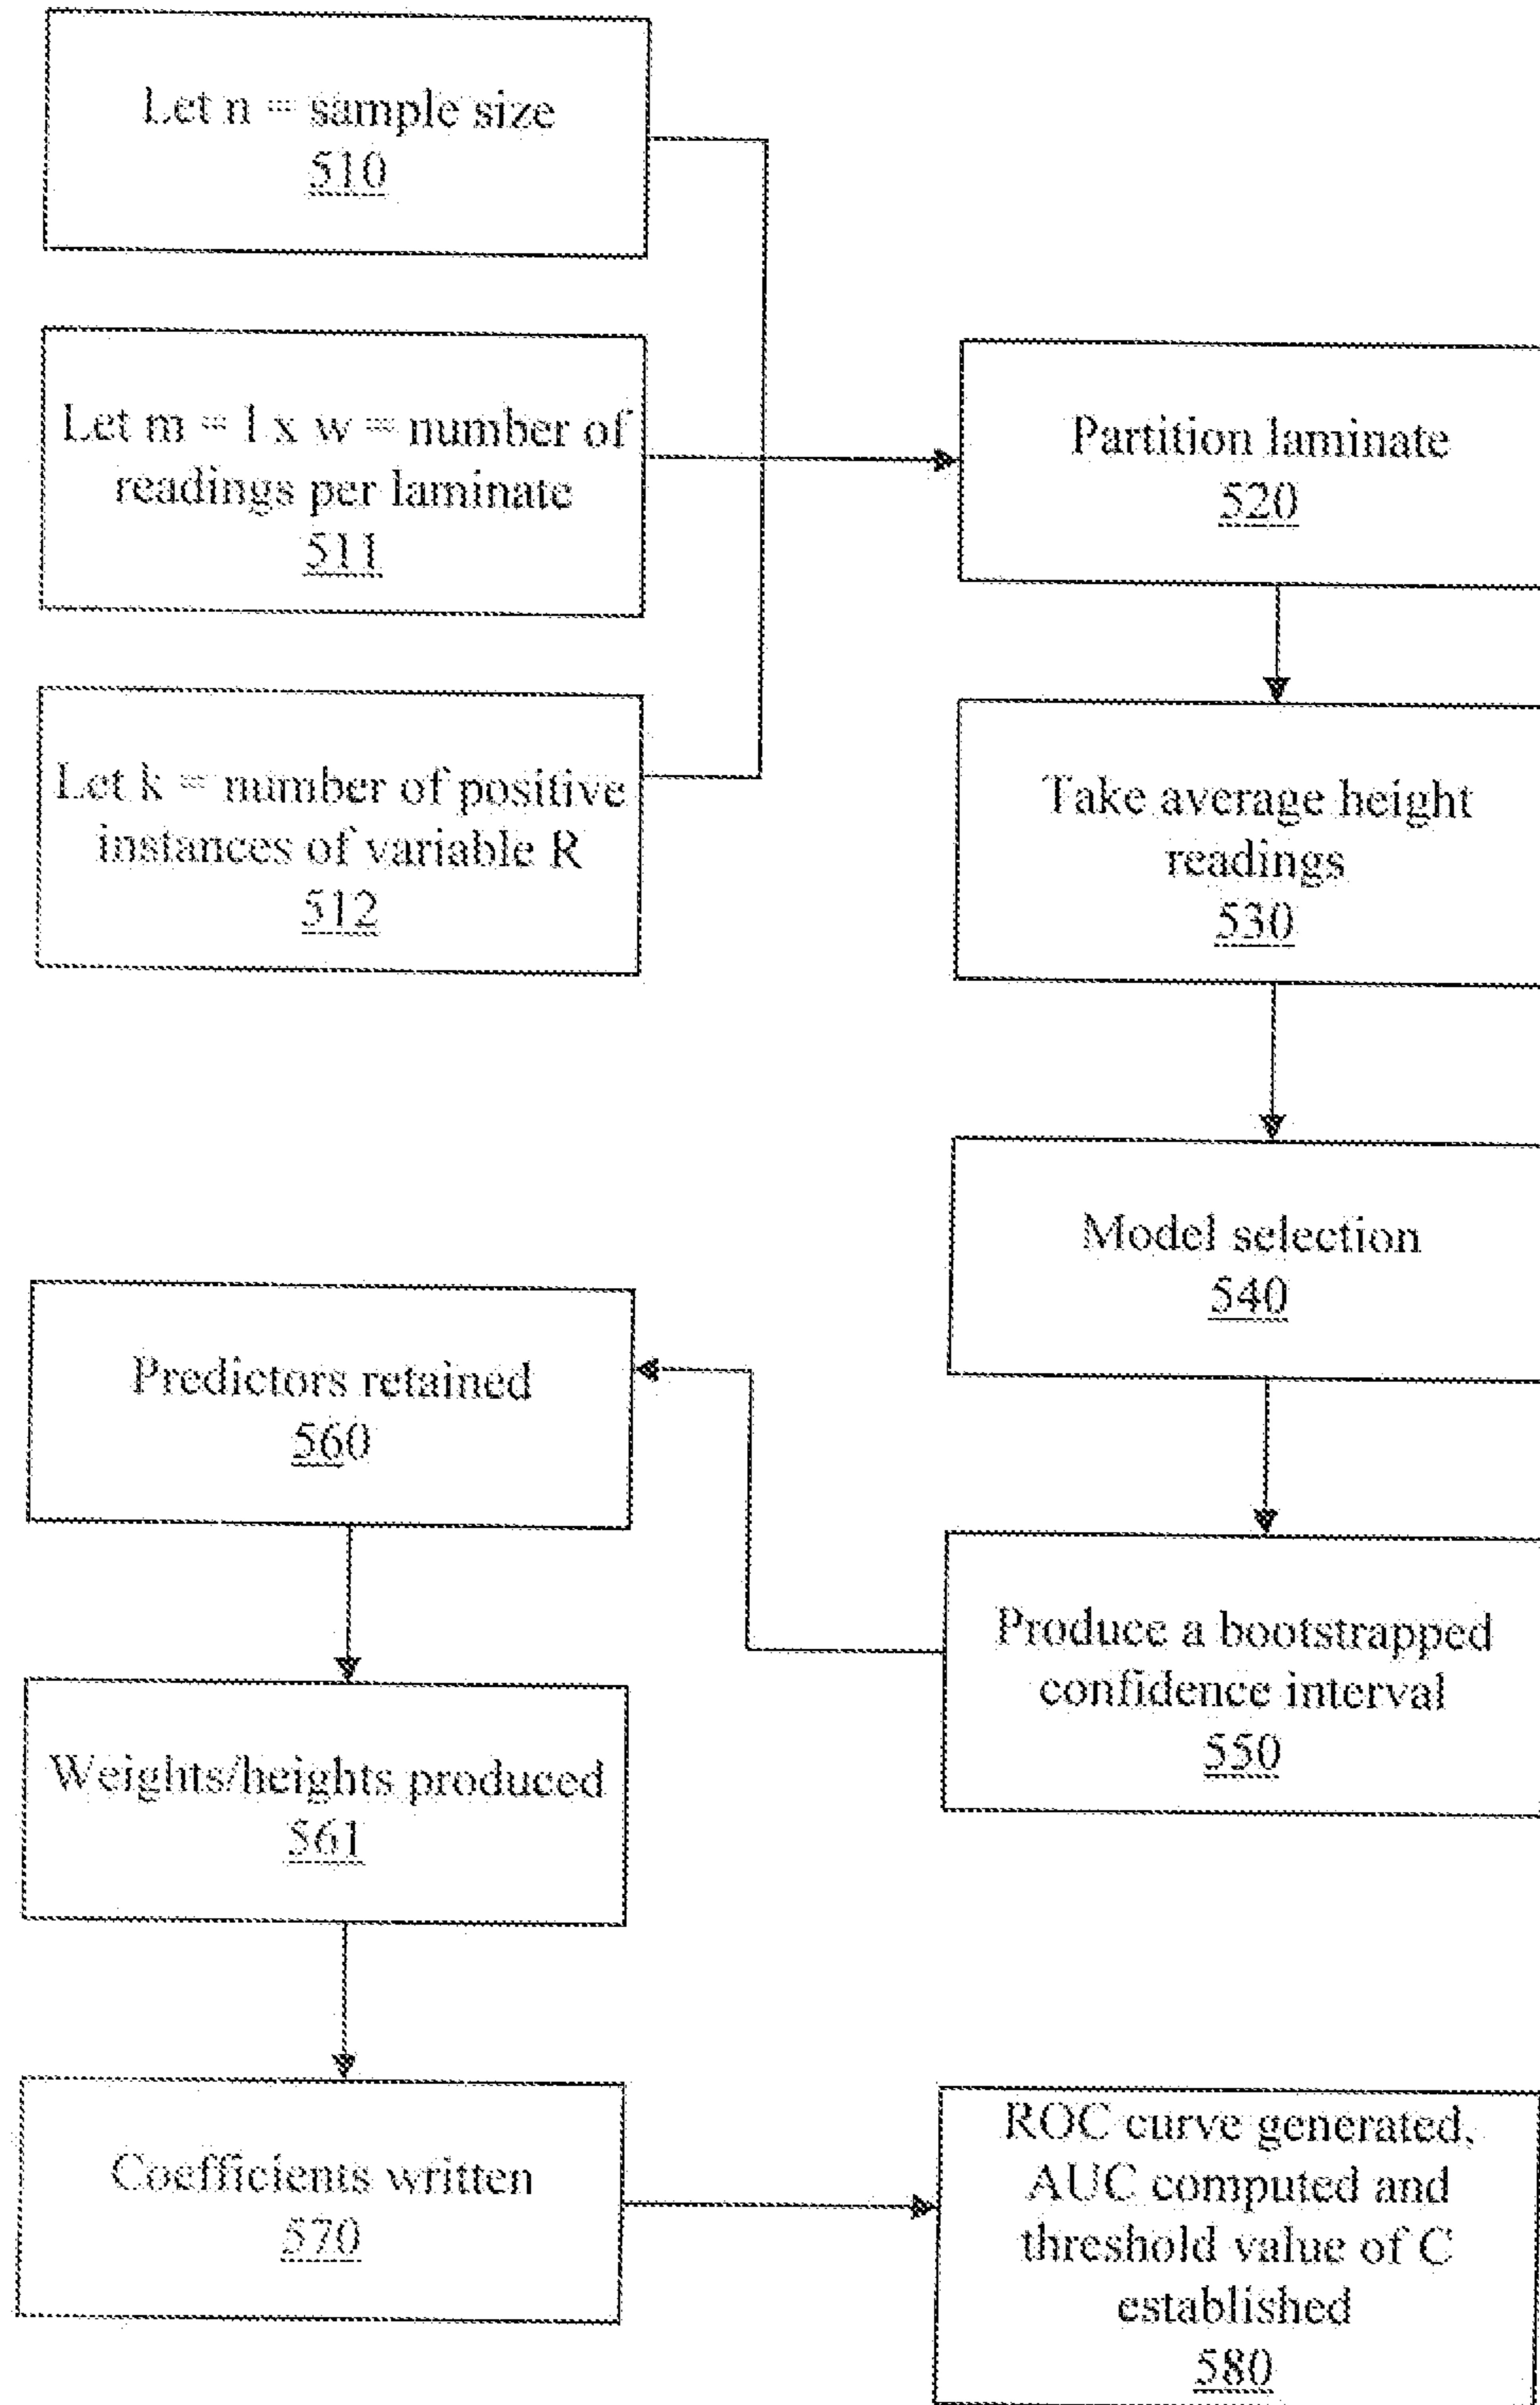 Let n = sample size
510
Let m = l x w = number of
readings per laminate
511
Let k = number of positive
instances of variable R
512
Partition laminate
520
Take average height
readings
530
Model selection
540
Produce a bootstrapped
confidence interval
550
Predictors retained
560
Weights/heights produced
561
Coefficients written
570
ROC curve generated,
AUC computed and
threshold value of C
established
580